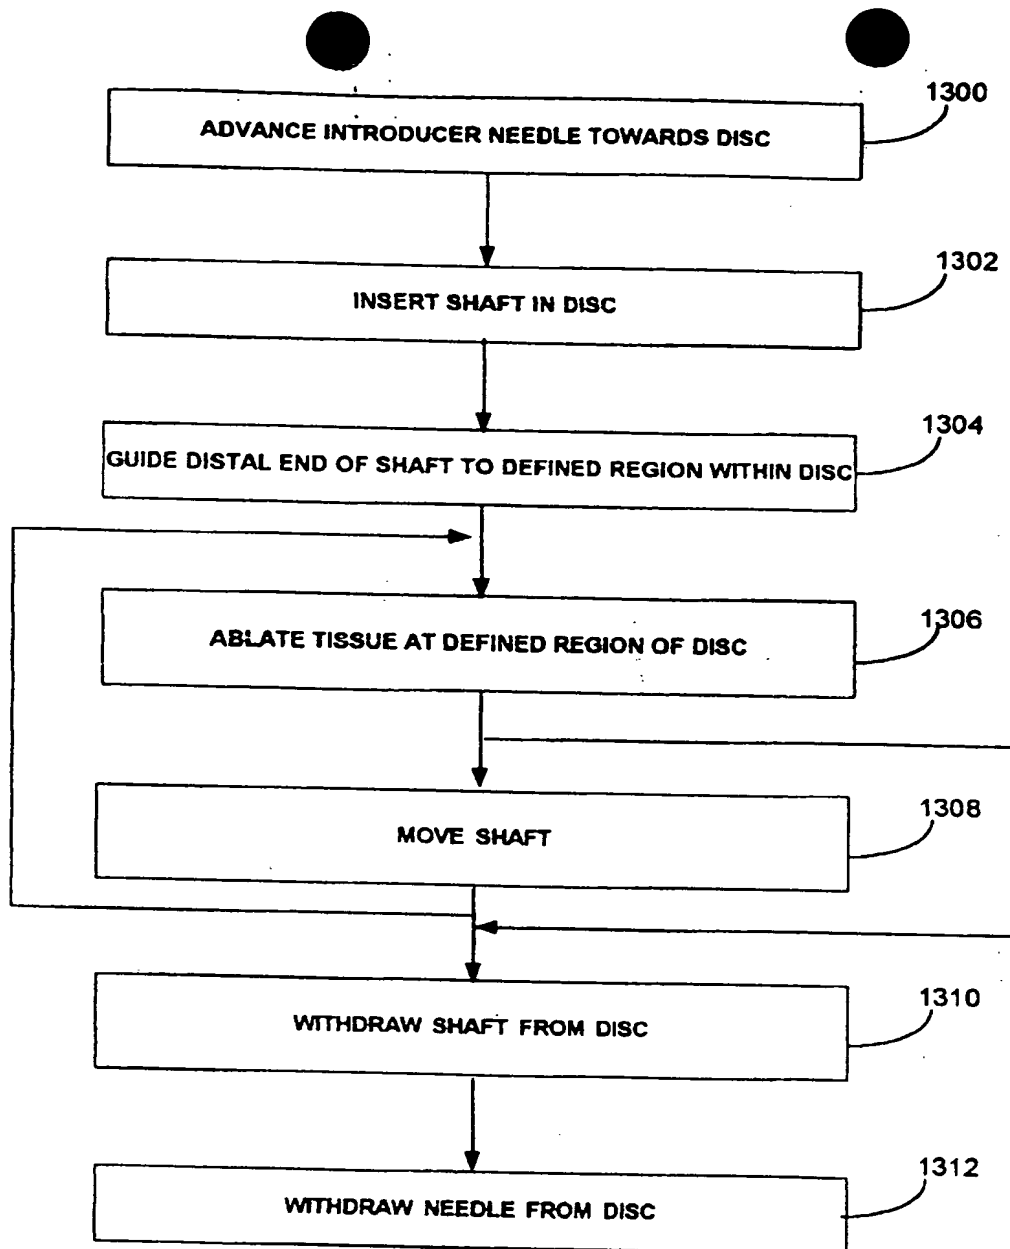 1300
ADVANCE INTRODUCER NEEDLE TOWARDS DISC
1302
INSERT SHAFT IN DISC
1304
GUIDE DISTAL END OF SHAFT TO DEFINED REGION WITHIN DISC
1306
ABLATE TISSUE AT DEFINED REGION OF DISC
1308
MOVE SHAFT
1310
WITHDRAW SHAFT FROM DISC
1312
WITHDRAW NEEDLE FROM DISC